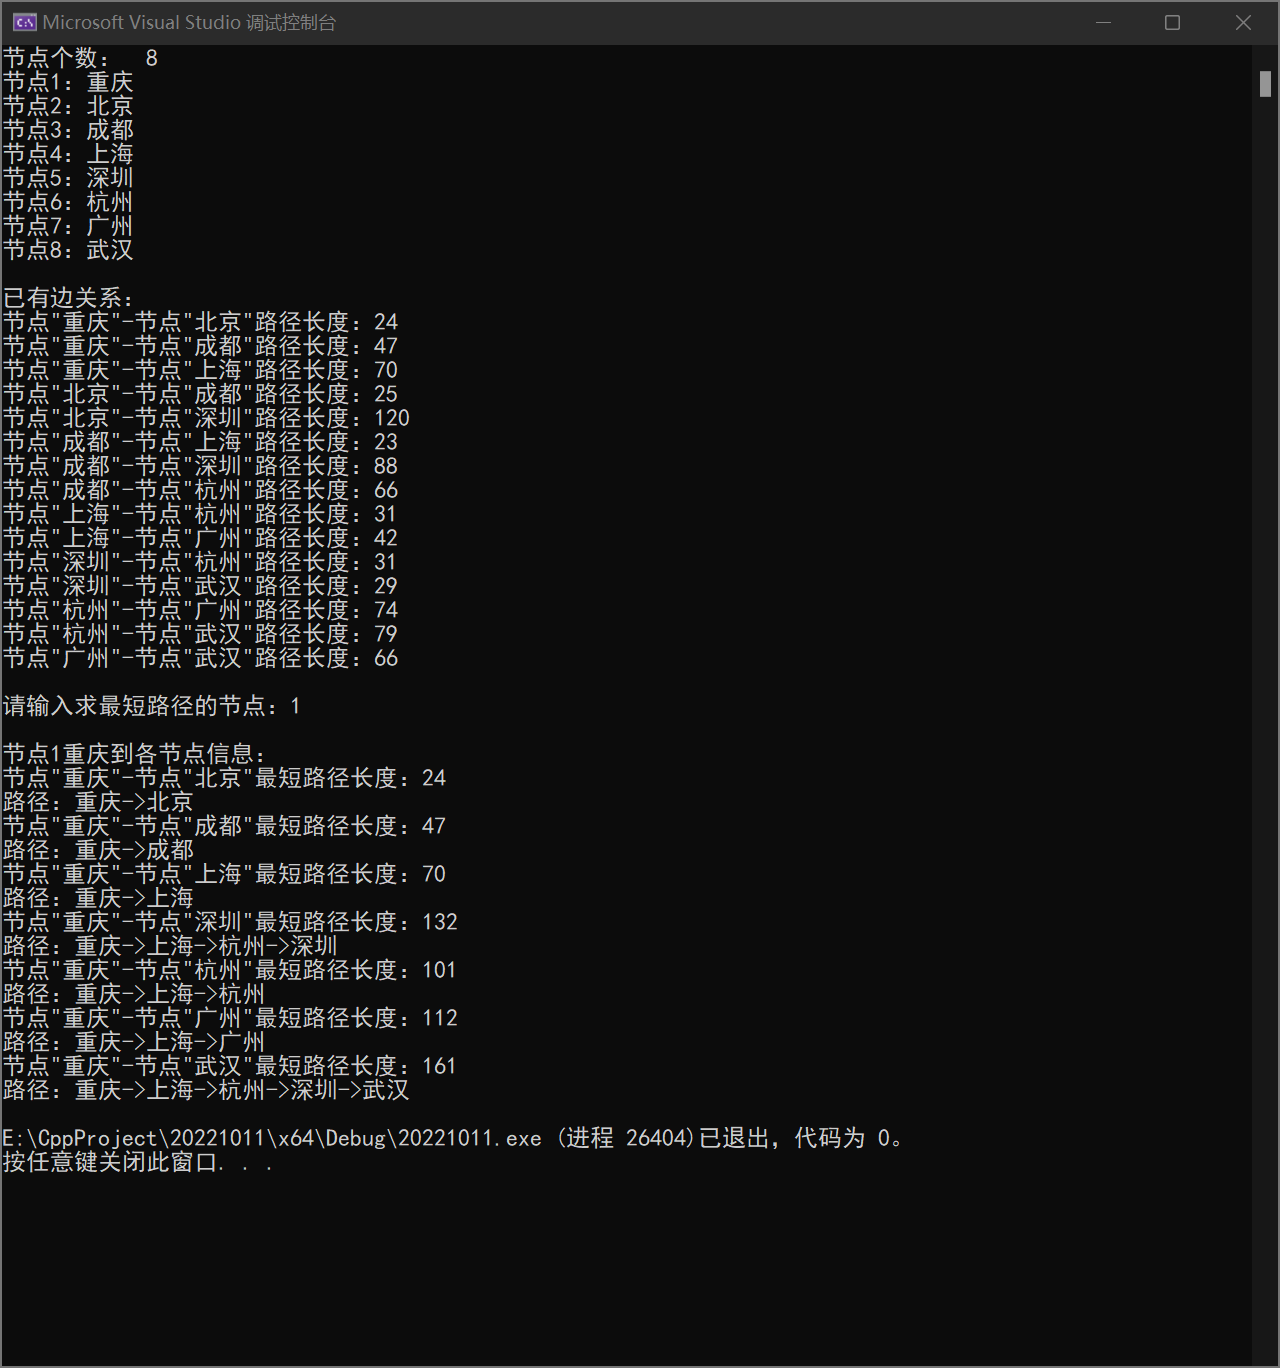 Microsoft Visual Studio 调试控制台
节点个数:  8
节点1: 重庆
节点2: 北京
节点3: 成都
节点4: 上海
节点5: 深圳
节点6: 杭州
节点7: 广州
节点8: 武汉
已有边关系:
节点"重庆"-节点"北京"路径长度: 24
节点"重庆"-节点"成都"路径长度: 47
节点"重庆"-节点"上海"路径长度: 70
节点"北京"-节点"成都"路径长度: 25
节点"北京"-节点"深圳"路径长度: 120
节点"成都"-节点"上海"路径长度: 23
节点"成都"-节点"深圳"路径长度: 88
节点"成都"-节点"杭州"路径长度: 66
节点"上海"-节点"杭州"路径长度: 31
节点"上海"-节点"广州"路径长度: 42
节点"深圳"-节点"杭州"路径长度: 31
节点"深圳"-节点"武汉"路径长度: 29
节点"杭州"-节点"广州"路径长度: 74
节点"杭州"-节点"武汉"路径长度: 79
节点"广州"-节点"武汉"路径长度: 66
请输入求最短路径的节点: 1
节点1重庆到各节点信息:
节点"重庆"-节点"北京"最短路径长度: 24
路径: 重庆->北京
节点"重庆"-节点"成都"最短路径长度: 47
路径: 重庆->成都
节点"重庆"-节点"上海"最短路径长度: 70
路径: 重庆->上海
节点"重庆"-节点"深圳"最短路径长度: 132
路径: 重庆->上海->杭州->深圳
节点"重庆"-节点"杭州"最短路径长度: 101
路径: 重庆->上海->杭州
节点"重庆"-节点"广州"最短路径长度: 112
路径: 重庆->上海->广州
节点"重庆"-节点"武汉"最短路径长度: 161
路径: 重庆->上海->杭州->深圳->武汉
E:\CppProject\20221011\x64\Debug\20221011.exe (进程 26404)已退出，代码为 0。
按任意键关闭此窗口. . .